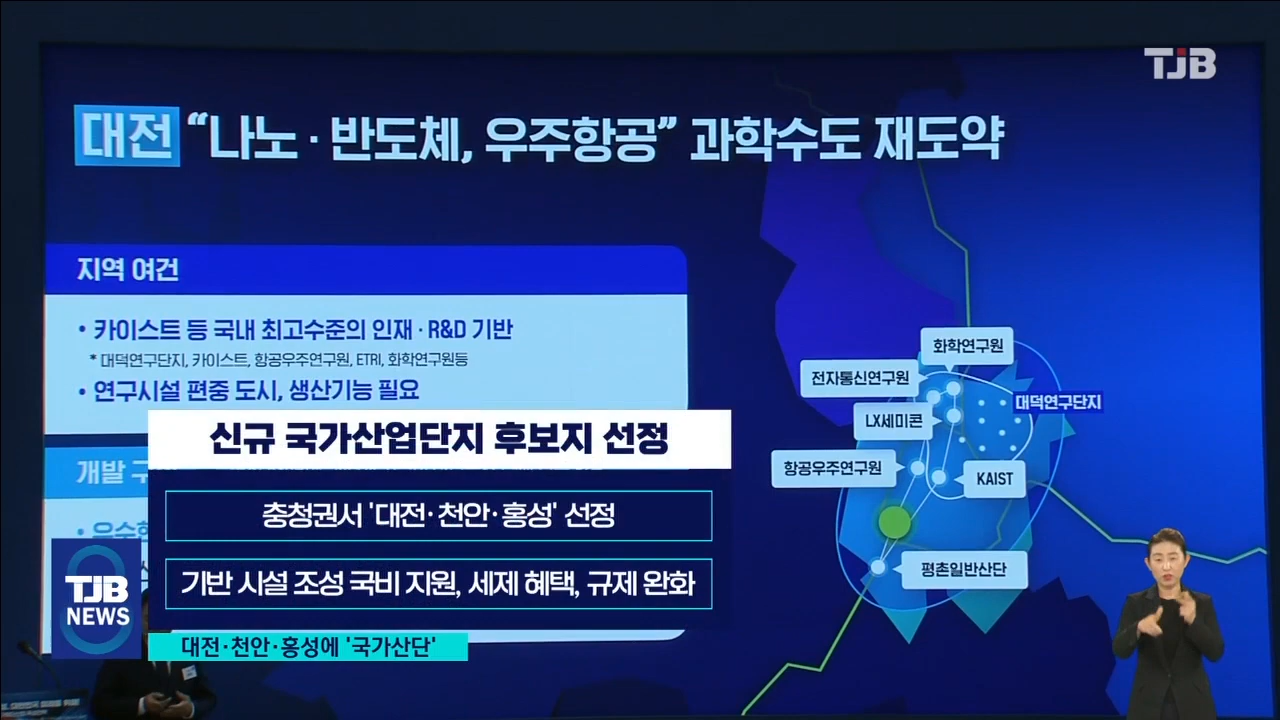 TJB
대전 “나노·반도체, 우주항공” 과학수도 재도약
지역 여건
• 카이스트 등 국내 최고수준의 인재·R&D 기반
* 대덕연구단지, 카이스트, 항공우주연구원, ETRI, 화학연구원등
• 연구시설 편중 도시, 생산기능 필요
화학연구원
전자통신연구원
대덕연구단지
LX세미콘
항공우주연구원
KAIST
평촌일반산단
개발
신규 국가산업단지 후보지 선정
충청권서 '대전·천안·홍성' 선정
기반 시설 조성 국비 지원, 세제 혜택, 규제 완화
TJB
NEWS
대전·천안·홍성에 '국가산단'